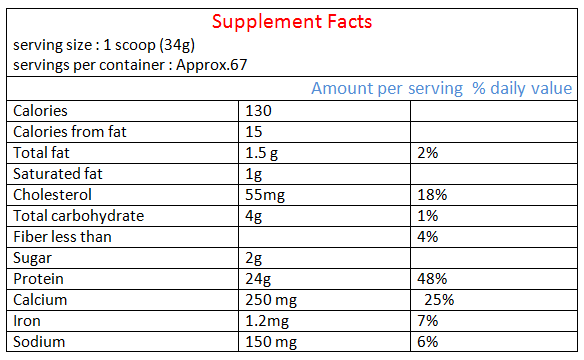 Supplement Facts
serving size : 1 scoop (34g)
servings per container : Approx.67
Amount per serving % daily value
Calories 130
Calories from fat 15
Total fat 1.5 g 2%
Saturated fat 1g
Cholesterol 55mg 18%
Total carbohydrate 4g 1%
Fiber less than 4%
Sugar 2g
Protein 24g 48%
Calcium 250 mg 25%
Iron 1.2mg 7%
Sodium 150 mg 6%